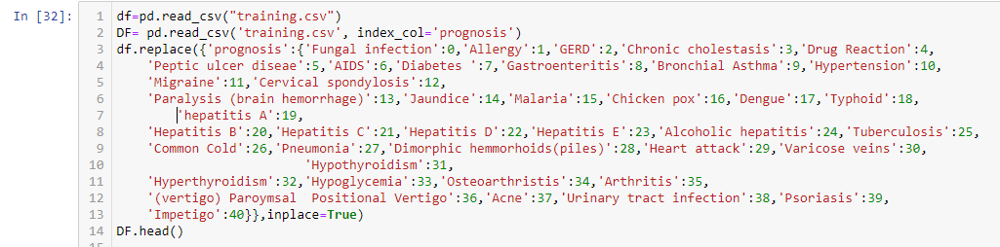 In [32]:
1 df=pd.read_csv("training.csv")
2 DF= pd.read_csv('training.csv', index_col='prognosis')
3 df.replace({'prognosis':{'Fungal infection':0,'Allergy':1,'GERD':2,'Chronic cholestasis':3,'Drug Reaction':4,
4 'Peptic ulcer diseae':5,'AIDS':6,'Diabetes ':7,'Gastroenteritis':8,'Bronchial Asthma':9,'Hypertension':10,
5 'Migraine':11,'Cervical spondylosis':12,
6 'Paralysis (brain hemorrhage)':13,'Jaundice':14,'Malaria':15,'Chicken pox':16,'Dengue':17,'Typhoid':18,
7 'hepatitis A':19,
8 'Hepatitis B':20,'Hepatitis C':21,'Hepatitis D':22,'Hepatitis E':23,'Alcoholic hepatitis':24,'Tuberculosis':25,
9 'Common Cold':26,'Pneumonia':27,'Dimorphic hemmorhoids(piles)':28,'Heart attack':29,'Varicose veins':30,
10 'Hypothyroidism':31,
11 'Hyperthyroidism':32,'Hypoglycemia':33,'Osteoarthristis':34,'Arthritis':35,
12 '(vertigo) Paroymsal  Positional Vertigo':36,'Acne':37,'Urinary tract infection':38,'Psoriasis':39,
13 'Impetigo':40}},inplace=True)
14 DF.head()
15